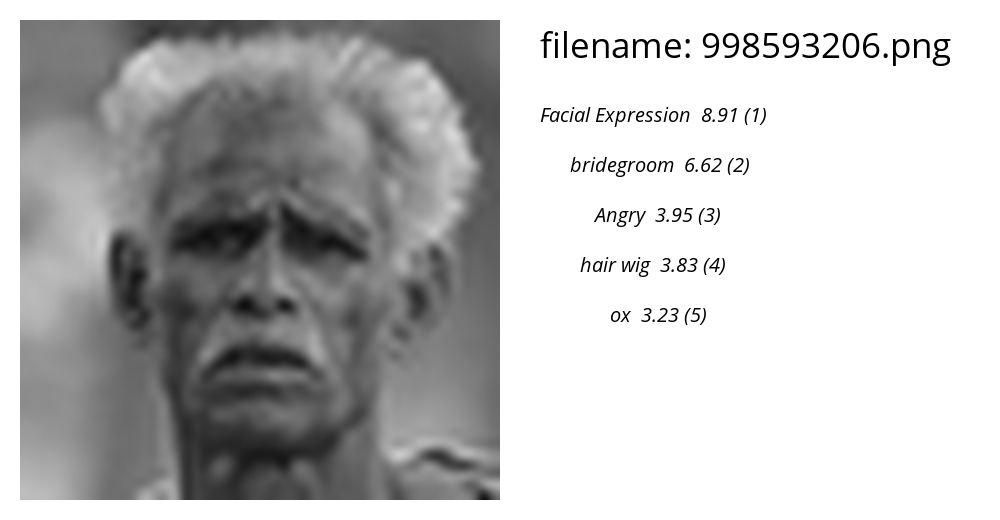 filename: 998593206.png
Facial Expression 8.91 (1)
bridegroom 6.62 (2)
Angry 3.95 (3)
hair wig 3.83 (4)
ox 3.23 (5)